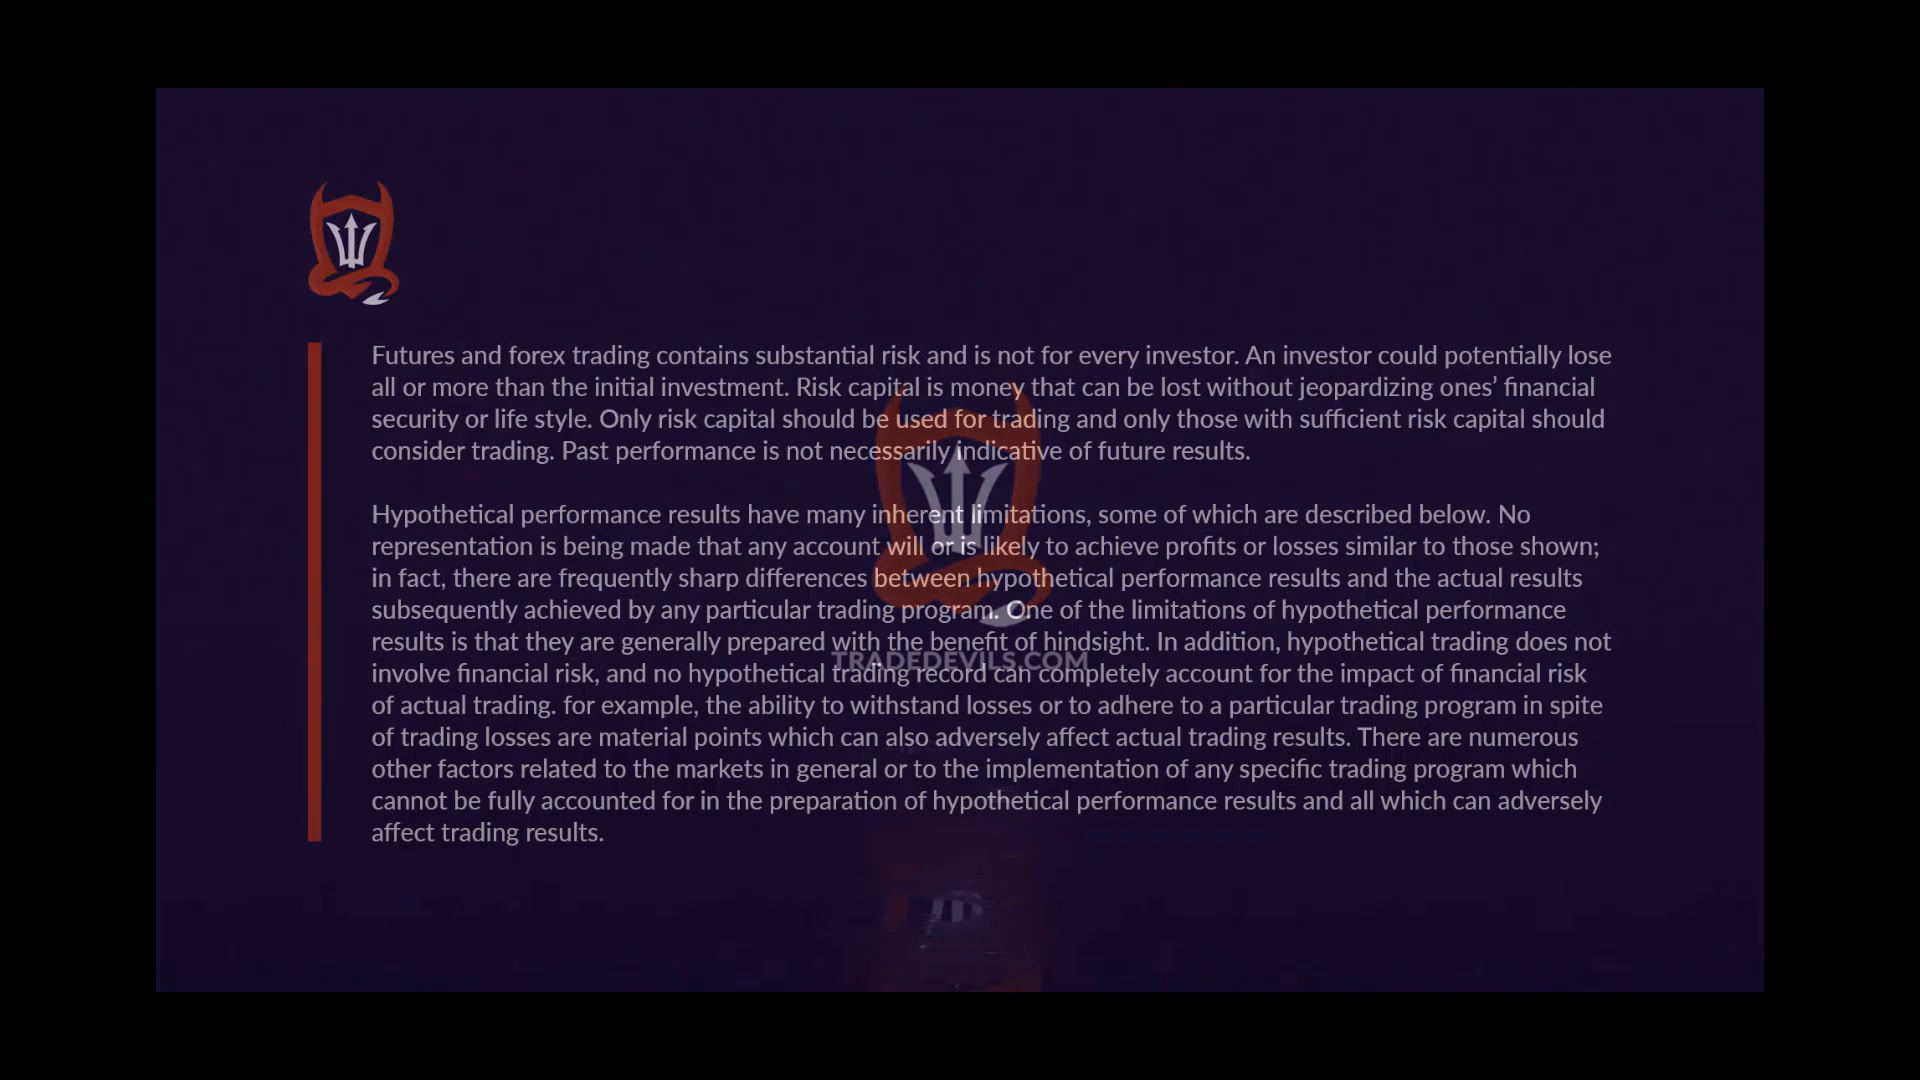 Futures and forex trading contains substantial risk and is not for every investor. An investor could potentially lose
all or more than the initial investment. Risk capital is money that can be lost without jeopardizing ones’ financial
security or life style. Only risk capital should be used for trading and only those with sufficient risk capital should
consider trading. Past performance is not necessarily indicative of future results.
Hypothetical performance results have many inherent limitations, some of which are described below. No
representation is being made that any account will or is likely to achieve profits or losses similar to those shown;
in fact, there are frequently sharp differences between hypothetical performance results and the actual results
subsequently achieved by any particular trading program. One of the limitations of hypothetical performance
results is that they are generally prepared with the benefit of hindsight. In addition, hypothetical trading does not
TRADEDEVILS.COM
involve financial risk, and no hypothetical trading record can completely account for the impact of financial risk
of actual trading. for example, the ability to withstand losses or to adhere to a particular trading program in spite
of trading losses are material points which can also adversely affect actual trading results. There are numerous
other factors related to the markets in general or to the implementation of any specific trading program which
cannot be fully accounted for in the preparation of hypothetical performance results and all which can adversely
affect trading results.